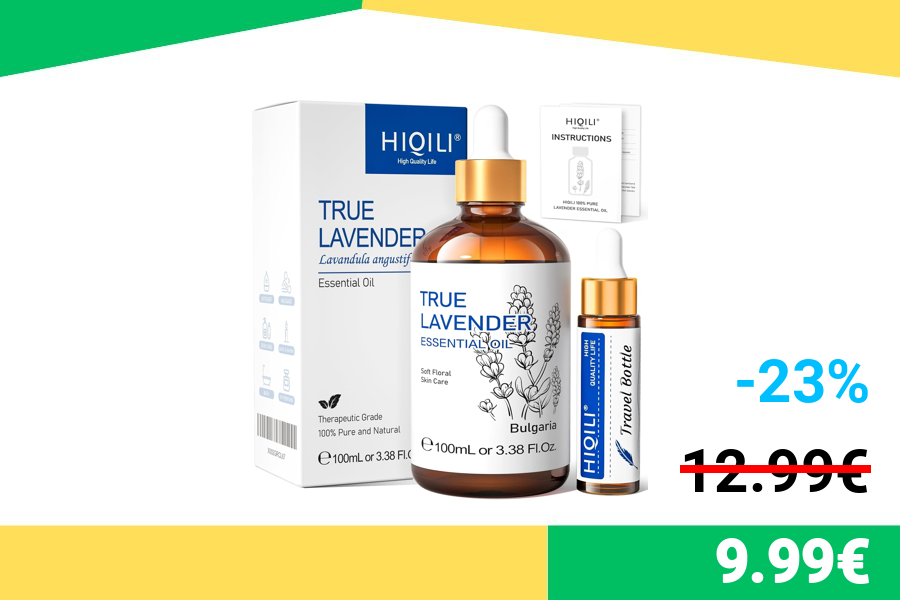 HIQILI®
High Quality Life
TRUE
LAVENDER
Lavandula angustif
Essential Oil
Therapeutic Grade
100% Pure and Natural
℮100mL or 3.38 Fl.O
TRUE
LAVENDER
ESSENTIAL OIL
Soft Floral
Skin Care
Bulgaria
℮100mL or 3.38 Fl.Oz.
HIQILI®
INSTRUCTIONS
HIQILI 100% PURE
LAVENDER ESSENTIAL OIL
HIQILI®
HIGH
QUALITY LIFE
Travel Bottle
-23%
12.99€
9.99€